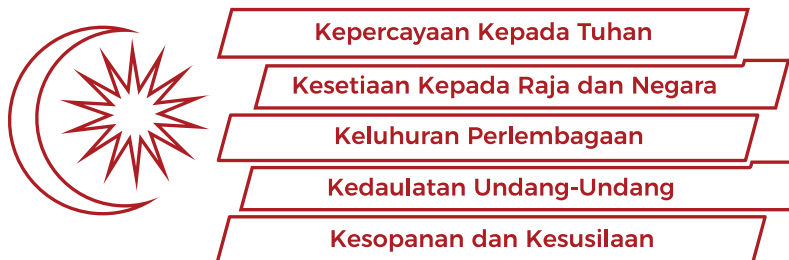 Kepercayaan Kepada Tuhan
Kesetiaan Kepada Raja dan Negara
Keluhuran Perlembagaan
Kedaulatan Undang-Undang
Kesopanan dan Kesusilaan